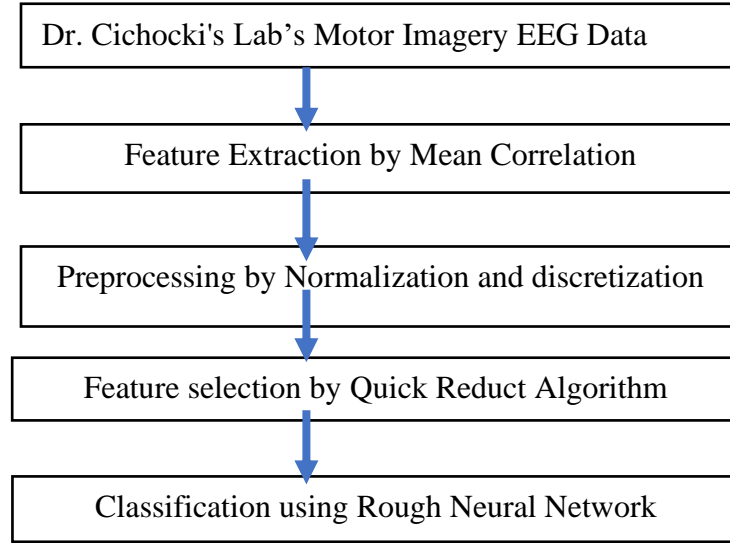 Dr. Cichocki's Lab’s Motor Imagery EEG Data
Feature Extraction by Mean Correlation
Preprocessing by Normalization and discretization
Feature selection by Quick Reduct Algorithm
Classification using Rough Neural Network